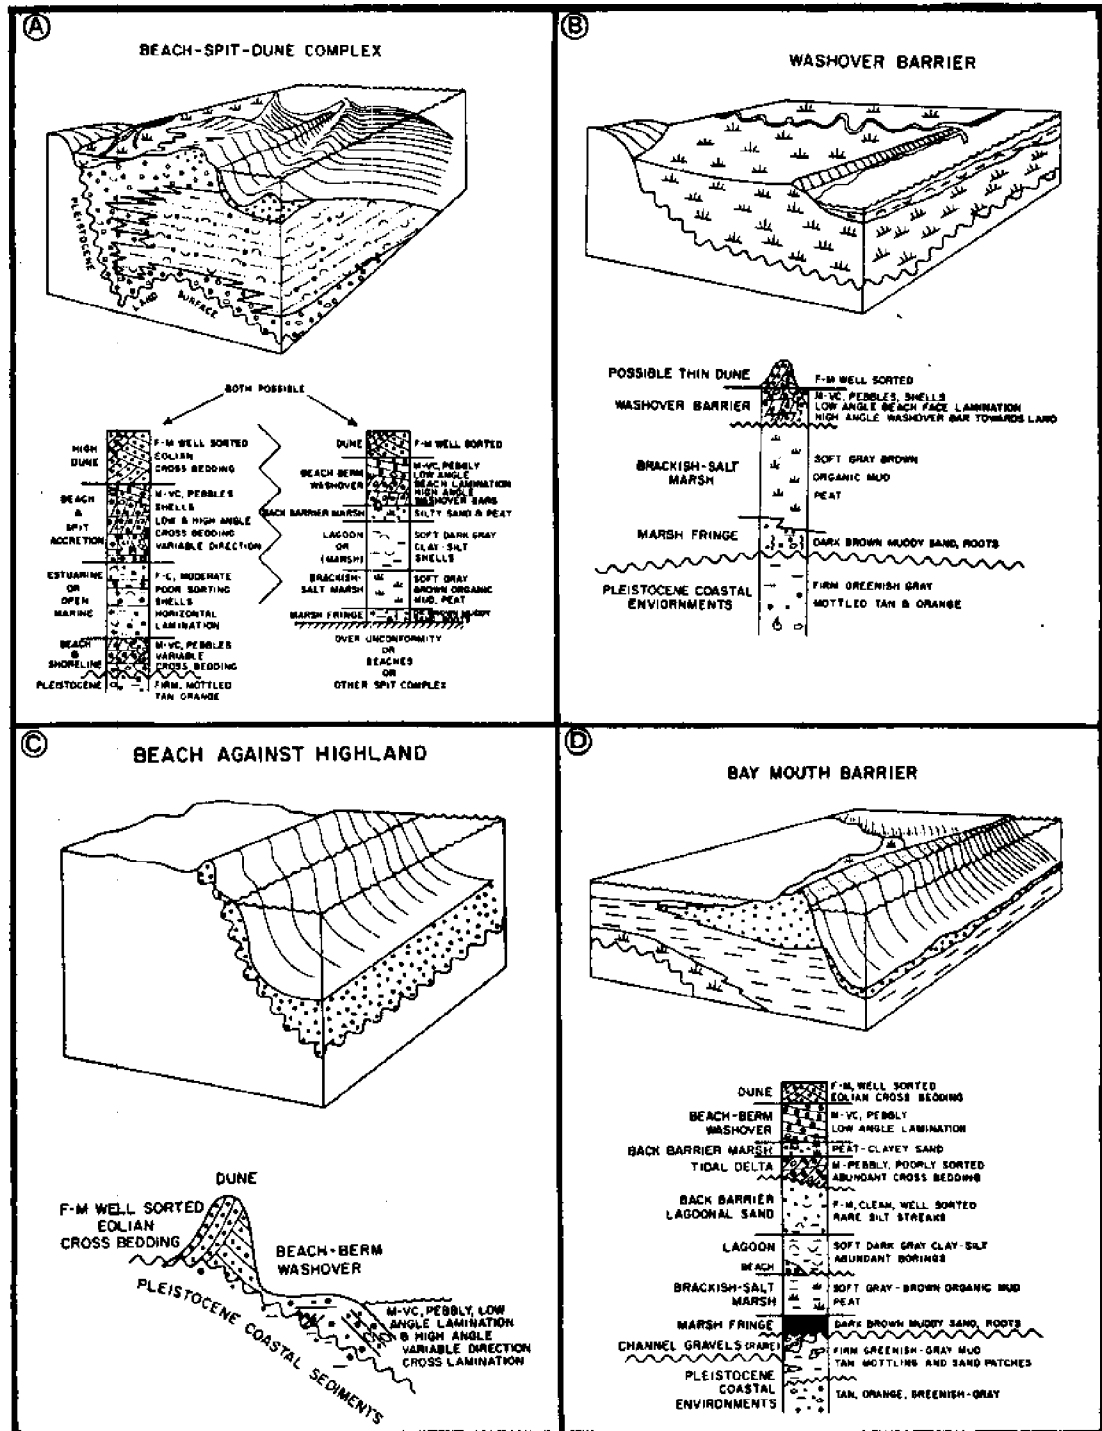 A
BEACH-SPIT-DUNE COMPLEX
PLEISTOCENE
LAND
SURFACE
BOTH POSSIBLE
HIGH
DUNE
F-M WELL SORTED
EOLIAN
CROSS BEDDING
BEACH
&
SPIT
ACCRETION
M-VC, PEBBLES
SHELLS
LOW & HIGH ANGLE
CROSS BEDDING
VARIABLE DIRECTION
ESTUARINE
OR
OPEN
MARINE
F-C, MODERATE
POOR SORTING
SHELLS
HORIZONTAL
LAMINATION
BEACH
&
SHORELINE
M-VC, PEBBLES
VARIABLE
CROSS BEDDING
PLEISTOCENE
FIRM, MOTTLED
TAN ORANGE
DUNE
F-M WELL SORTED
BEACH BERM
WASHOVER
M-VC, PEBBLY
LOW ANGLE
BEACH LAMINATION
HIGH ANGLE
WASHOVER BARS
BACK BARRIER MARSH
SILTY SAND & PEAT
LAGOON
OR
(MARSH)
SOFT DARK GRAY
CLAY-SILT
SHELLS
BRACKISH-
SALT MARSH
SOFT GRAY
BROWN ORGANIC
MUD, PEAT
MARSH FRINGE
DK BROWN MUDDY
SAND, ROOTS
OVER UNCONFORMITY
OR
BEACHES
OR
OTHER SPIT COMPLEX
B
WASHOVER BARRIER
POSSIBLE THIN DUNE
F-M WELL SORTED
WASHOVER BARRIER
M-VC, PEBBLES, SHELLS
LOW ANGLE BEACH FACE LAMINATION
HIGH ANGLE WASHOVER BAR TOWARDS LAND
BRACKISH-SALT
MARSH
SOFT GRAY BROWN
ORGANIC MUD
PEAT
MARSH FRINGE
DARK BROWN MUDDY SAND, ROOTS
PLEISTOCENE COASTAL
ENVIORNMENTS
FIRM GREENISH GRAY
MOTTLED TAN & ORANGE
C
BEACH AGAINST HIGHLAND
DUNE
F-M WELL SORTED
EOLIAN
CROSS BEDDING
BEACH-BERM
WASHOVER
PLEISTOCENE COASTAL SEDIMENTS
M-VC, PEBBLY, LOW
ANGLE LAMINATION
& HIGH ANGLE
VARIABLE DIRECTION
CROSS LAMINATION
D
BAY MOUTH BARRIER
DUNE
F-M, WELL SORTED
EOLIAN CROSS BEDDING
BEACH-BERM
WASHOVER
M-VC, PEBBLY
LOW ANGLE LAMINATION
BACK BARRIER MARSH
PEAT-CLAYEY SAND
TIDAL DELTA
M-PEBBLY, POORLY SORTED
ABUNDANT CROSS BEDDING
BACK BARRIER
LAGOONAL SAND
F-M, CLEAN, WELL SORTED
RARE SILT STREAKS
LAGOON
SOFT DARK GRAY CLAY-SILT
ABUNDANT BORINGS
BEACH
BRACKISH-SALT
MARSH
SOFT GRAY-BROWN ORGANIC MUD
PEAT
MARSH FRINGE
DARK BROWN MUDDY SAND, ROOTS
CHANNEL GRAVELS (RARE)
FIRM GREENISH-GRAY MUD
TAN MOTTLING AND SAND PATCHES
PLEISTOCENE
COASTAL
ENVIRONMENTS
TAN, ORANGE, GREENISH-GRAY